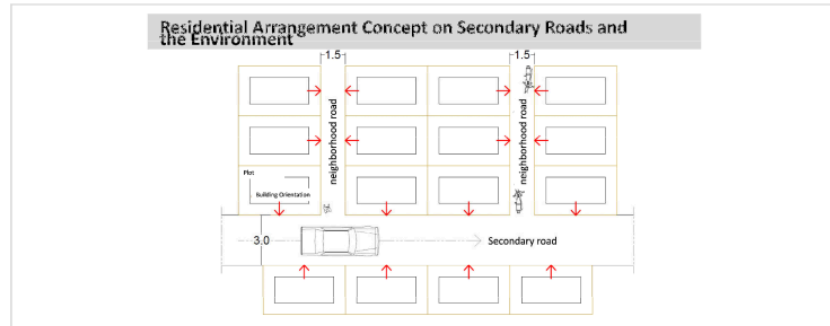 Residential Arrangement Concept on Secondary Roads and
the Environment
1.5
1.5
neighborhood road
neighborhood road
Plot
Building Orientation
3.0
Secondary road